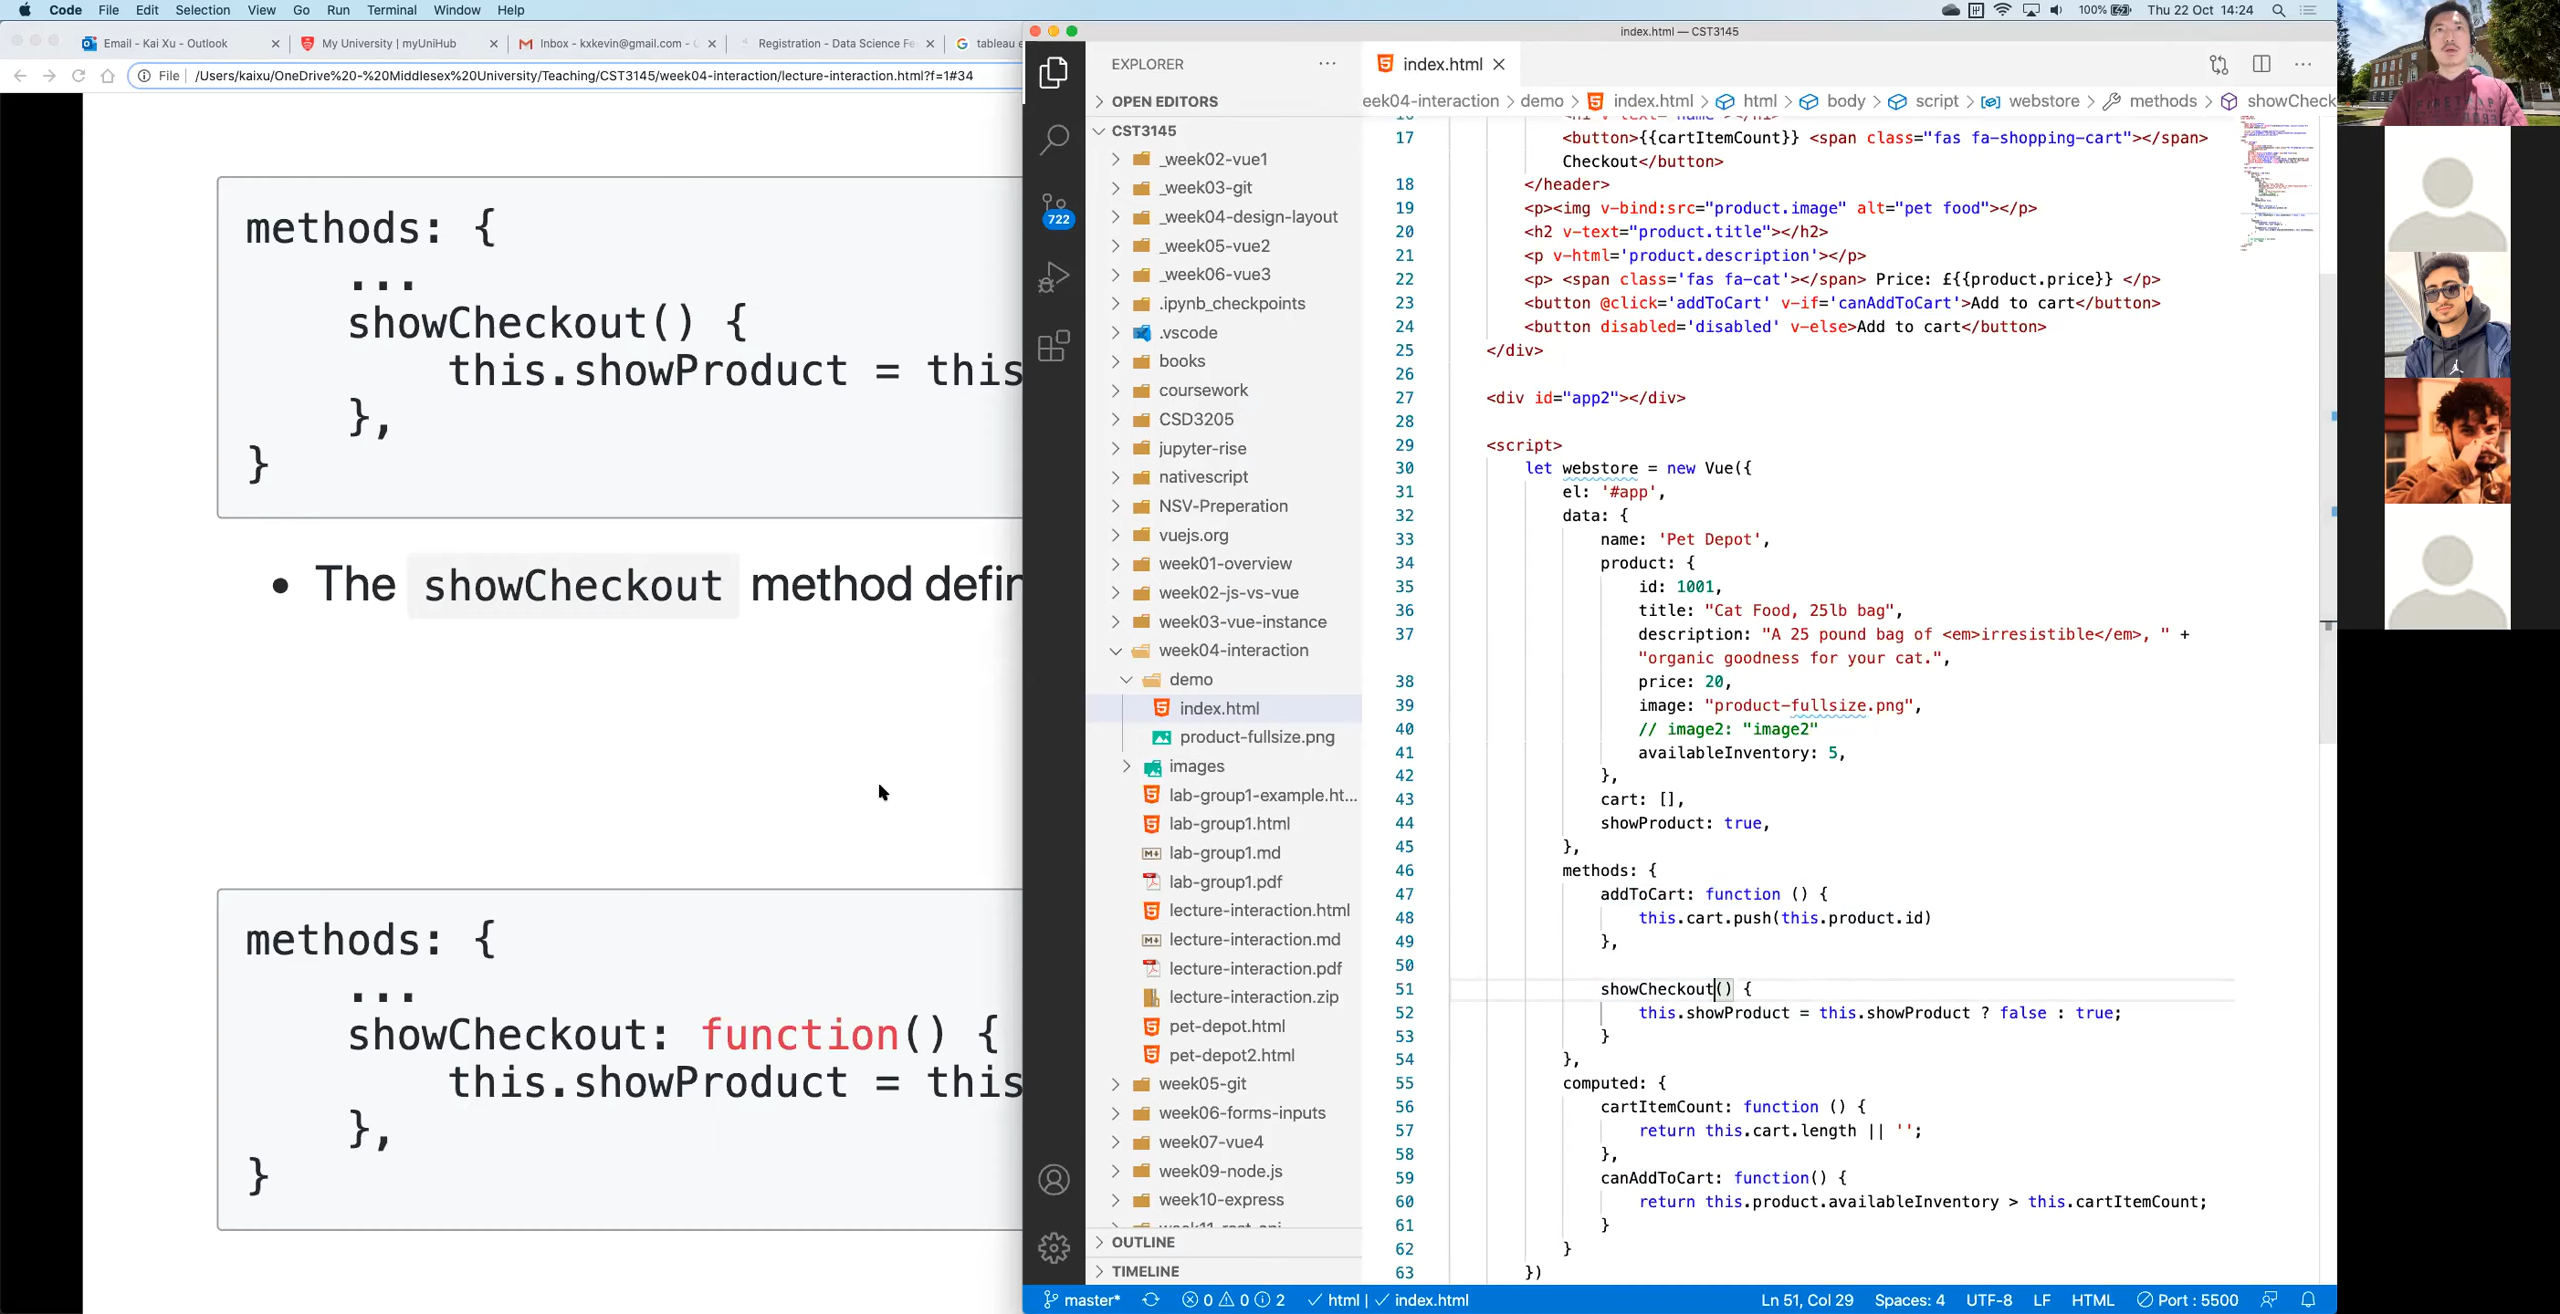 Code File Edit Selection View Go Run Terminal Window Help
100% Thu 22 Oct 14:24
Email - Kai Xu - Outlook
My University | myUniHub
Inbox - kxkevin@gmail.com -
Registration - Data Science Fe
tableau e
File /Users/kaixu/OneDrive%20-%20Middlesex%20University/Teaching/CST3145/week04-interaction/lecture-interaction.html?f=1#34
methods: {
...
showCheckout() {
this.showProduct = this
},
}
• The showCheckout method defin
methods: {
...
showCheckout: function() {
this.showProduct = this
},
}
index.html — CST3145
EXPLORER ...
OPEN EDITORS
CST3145
_week02-vue1
_week03-git
_week04-design-layout
_week05-vue2
_week06-vue3
.ipynb_checkpoints
.vscode
books
coursework
CSD3205
jupyter-rise
nativescript
NSV-Preperation
vuejs.org
week01-overview
week02-js-vs-vue
week03-vue-instance
week04-interaction
demo
index.html
product-fullsize.png
images
lab-group1-example.ht...
lab-group1.html
lab-group1.md
lab-group1.pdf
lecture-interaction.html
lecture-interaction.md
lecture-interaction.pdf
lecture-interaction.zip
pet-depot.html
pet-depot2.html
week05-git
week06-forms-inputs
week07-vue4
week09-node.js
week10-express
OUTLINE
TIMELINE
722
index.html
eek04-interaction > demo > index.html > html > body > script > webstore > methods > showCheck
17 <button>{{cartItemCount}} <span class="fas fa-shopping-cart"></span>
Checkout</button>
18 </header>
19 <p><img v-bind:src="product.image" alt="pet food"></p>
20 <h2 v-text="product.title"></h2>
21 <p v-html='product.description'></p>
22 <p> <span class='fas fa-cat'></span> Price: £{{product.price}} </p>
23 <button @click='addToCart' v-if='canAddToCart'>Add to cart</button>
24 <button disabled='disabled' v-else>Add to cart</button>
25 </div>
26
27 <div id="app2"></div>
28
29 <script>
30 let webstore = new Vue({
31 el: '#app',
32 data: {
33 name: 'Pet Depot',
34 product: {
35 id: 1001,
36 title: "Cat Food, 25lb bag",
37 description: "A 25 pound bag of <em>irresistible</em>, " +
"organic goodness for your cat.",
38 price: 20,
39 image: "product-fullsize.png",
40 // image2: "image2"
41 availableInventory: 5,
42 },
43 cart: [],
44 showProduct: true,
45 },
46 methods: {
47 addToCart: function () {
48 this.cart.push(this.product.id)
49 },
50
51 showCheckout() {
52 this.showProduct = this.showProduct ? false : true;
53 }
54 },
55 computed: {
56 cartItemCount: function () {
57 return this.cart.length || '';
58 },
59 canAddToCart: function() {
60 return this.product.availableInventory > this.cartItemCount;
61 }
62 }
63 })
master* 0 0 2 html | index.html Ln 51, Col 29 Spaces: 4 UTF-8 LF HTML Port : 5500